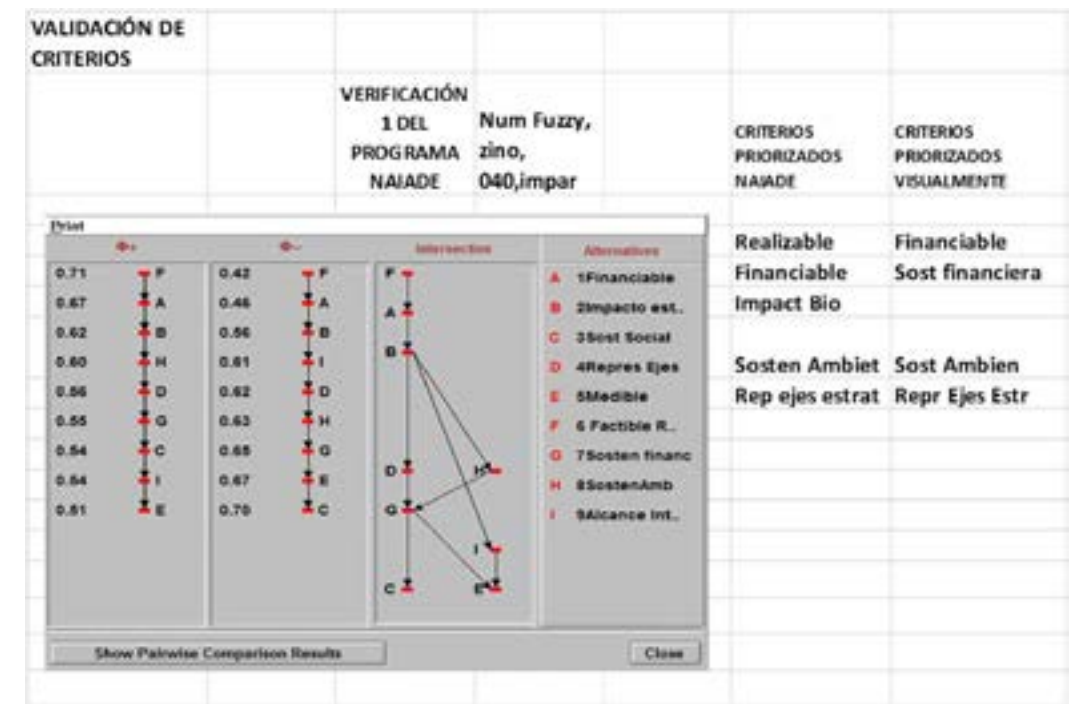 VALIDACIÓN DE
CRITERIOS
VERIFICACIÓN
1 DEL
PROGRAMA
NAIADE
Num Fuzzy,
zino,
040,impar
CRITERIOS
PRIORIZADOS
NAIADE
CRITERIOS
PRIORIZADOS
VISUALMENTE
Print
Φ+ Φ- Intersection Alternatives
0.71 F 0.42 F F A 1Financiable
0.67 A 0.46 A A B 2Impacto est..
0.62 B 0.56 B B C 3Sost Social
0.60 H 0.61 I D 4Repres Ejes
0.56 D 0.62 D E 5Medible
0.55 G 0.63 H F 6 Factible R..
0.54 C 0.65 G D H G 7Sosten financ
0.54 I 0.67 E G H 8SostenAmb
0.51 E 0.70 C I I 9Alcance Int..
C E
Show Pairwise Comparison Results Close
Realizable Financiable
Financiable Sost financiera
Impact Bio
Sosten Ambiet Sost Ambien
Rep ejes estrat Repr Ejes Estr